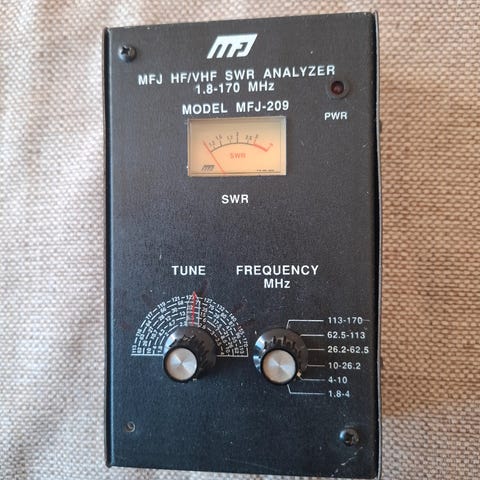 MFJ
MFJ HF/VHF SWR ANALYZER
1.8-170 MHz
MODEL MFJ-209
PWR
SWR
MFJ
SWR
TUNE
FREQUENCY
MHz
113-170
62.5-113
26.2-62.5
10-26.2
4-10
1.8-4